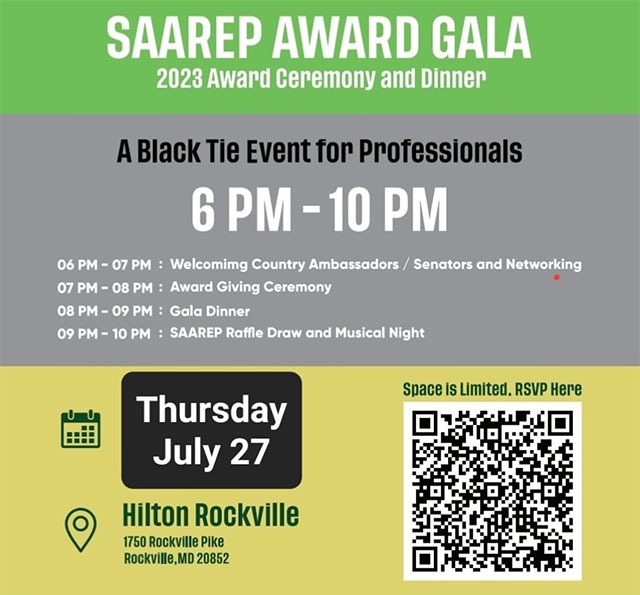 SAAREP AWARD GALA
2023 Award Ceremony and Dinner
A Black Tie Event for Professionals
6 PM - 10 PM
06 PM - 07 PM : Welcomimg Country Ambassadors / Senators and Networking
07 PM - 08 PM : Award Giving Ceremony
08 PM - 09 PM : Gala Dinner
09 PM - 10 PM : SAAREP Raffle Draw and Musical Night
Thursday
July 27
Hilton Rockville
1750 Rockville Pike
Rockville,MD 20852
Space is Limited. RSVP Here